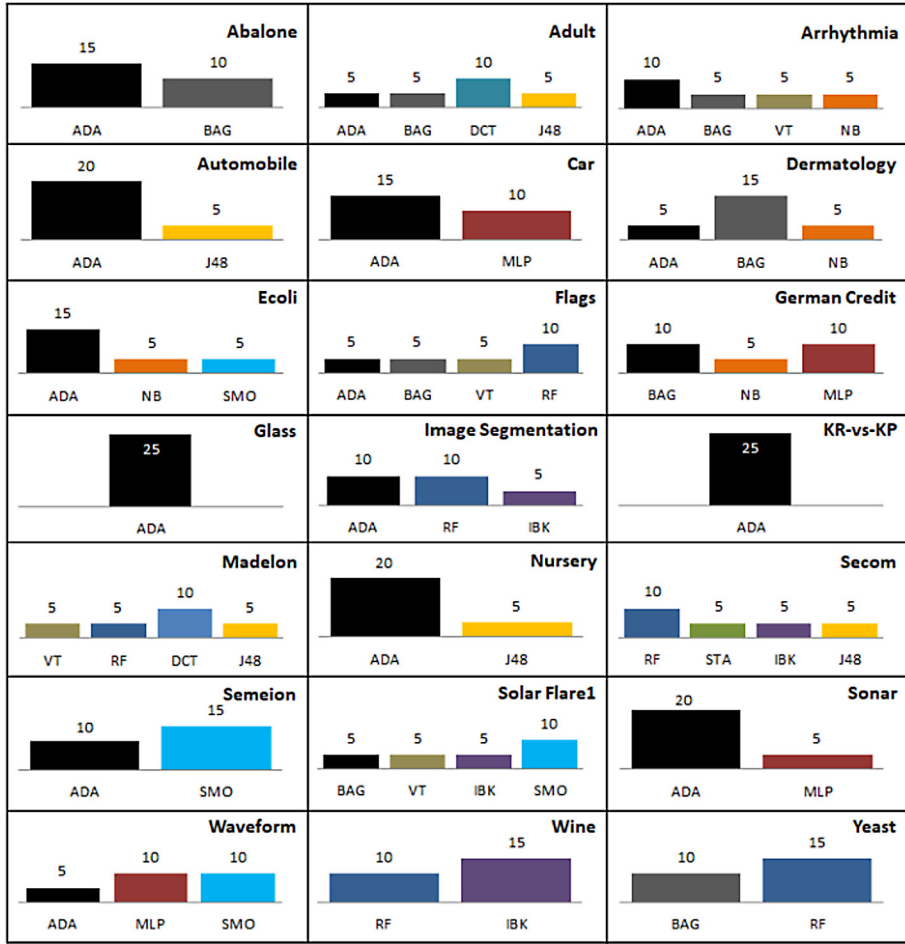 Abalone
15 10
ADA BAG
Adult
5 5 10 5
ADA BAG DCT J48
Arrhythmia
10 5 5 5
ADA BAG VT NB
Automobile
20 5
ADA J48
Car
15 10
ADA MLP
Dermatology
5 15 5
ADA BAG NB
Ecoli
15 5 5
ADA NB SMO
Flags
5 5 5 10
ADA BAG VT RF
German Credit
10 5 10
BAG NB MLP
Glass
25
ADA
Image Segmentation
10 10 5
ADA RF IBK
KR-vs-KP
25
ADA
Madelon
5 5 10 5
VT RF DCT J48
Nursery
20 5
ADA J48
Secom
10 5 5 5
RF STA IBK J48
Semeion
10 15
ADA SMO
Solar Flare1
5 5 5 10
BAG VT IBK SMO
Sonar
20 5
ADA MLP
Waveform
5 10 10
ADA MLP SMO
Wine
10 15
RF IBK
Yeast
10 15
BAG RF